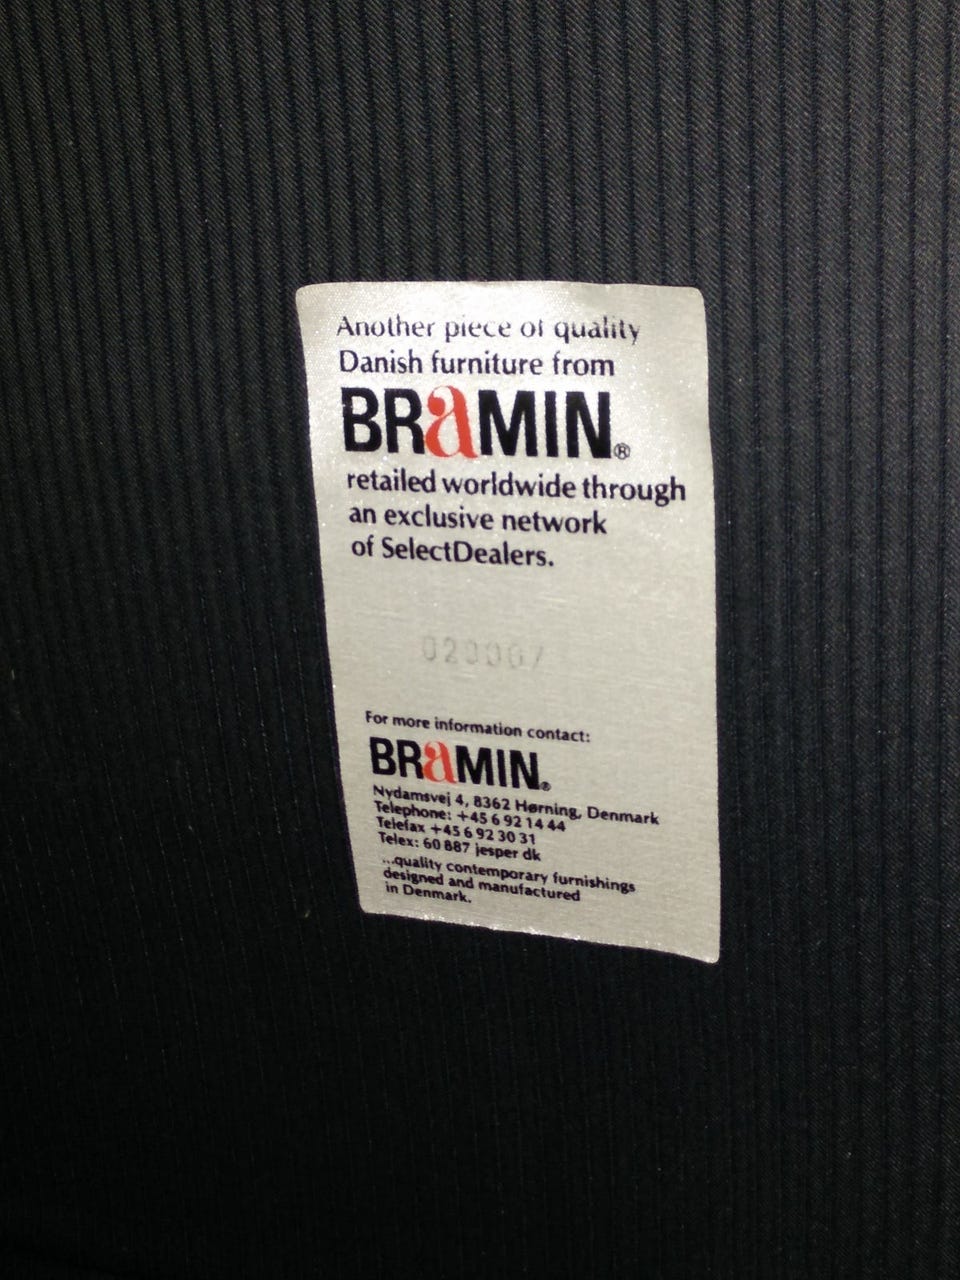 Another piece of quality
Danish furniture from
BRaMIN®
retailed worldwide through
an exclusive network
of SelectDealers.
For more information contact:
BRaMIN®
Nydamsvej 4, 8362 Hørning, Denmark
Telephone: +45 6 92 14 44
Telefax +45 6 92 30 31
Telex: 60 887 jesper dk
...quality contemporary furnishings
designed and manufactured
in Denmark.